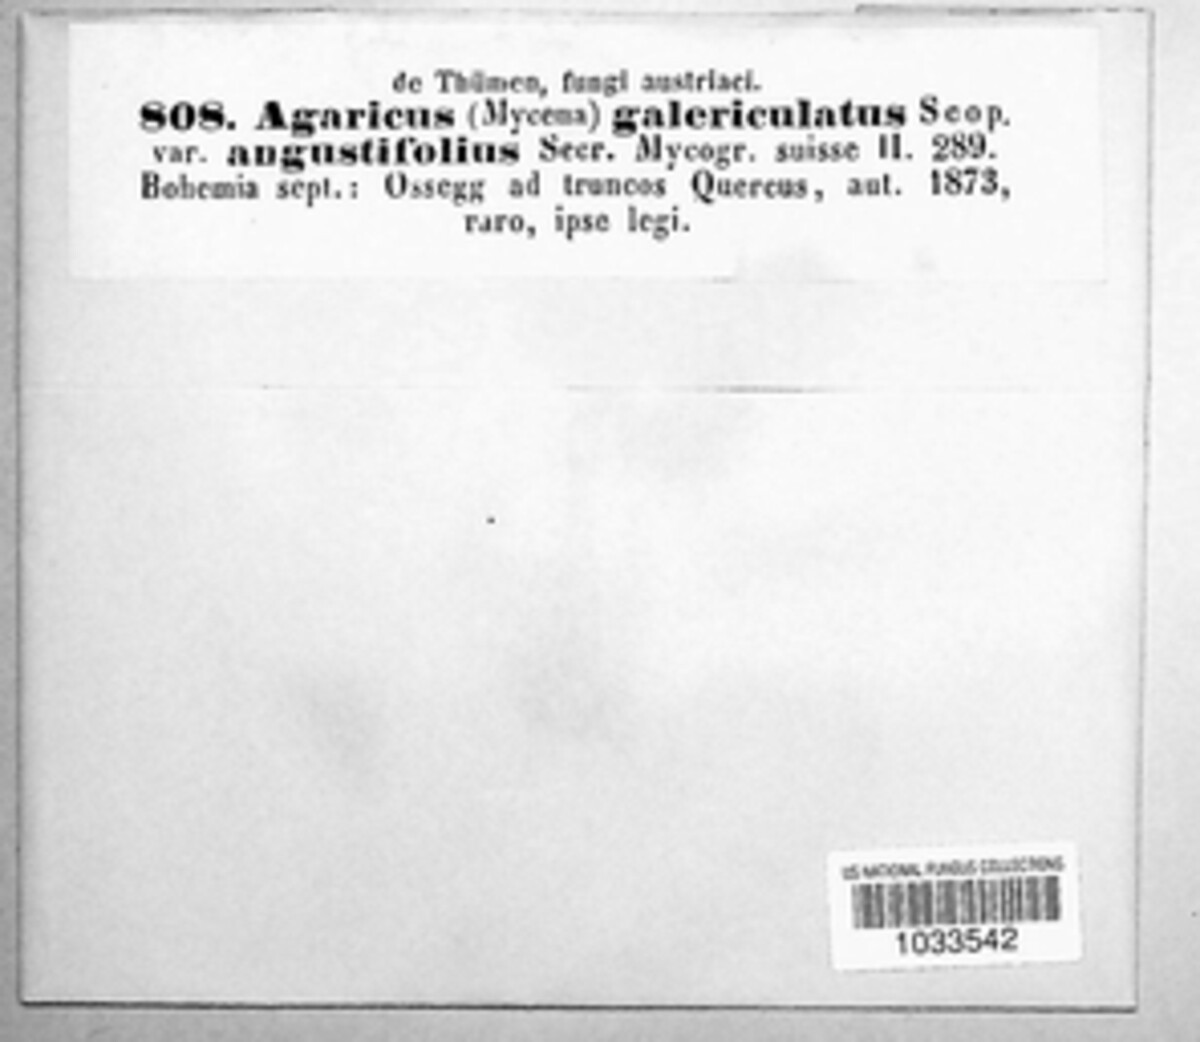 de Thümen, fungi austriaci.
808. Agaricus (Mycena) galericulatus Scop.
var. angustifolius Secr. Mycogr. suisse II. 289.
Bohemia sept.: Ossegg ad truncos Quercus, aut. 1873,
raro, ipse legi.
US NATIONAL FUNGUS COLLECTIONS
1033542